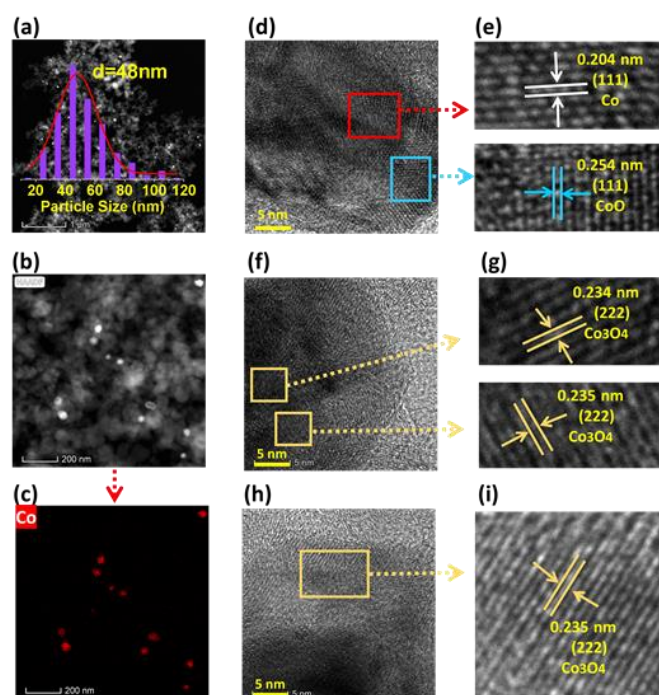 (a)
d=48nm
20 40 60 80 100 120
Particle Size (nm)
1 μm
(b)
HAADF
200 nm
(c)
Co
200 nm
(d)
5 nm
(e)
0.204 nm
(111)
Co
0.254 nm
(111)
CoO
(f)
5 nm
5 nm
(g)
0.234 nm
(222)
Co3O4
0.235 nm
(222)
Co3O4
(h)
5 nm
5 nm
(i)
0.235 nm
(222)
Co3O4